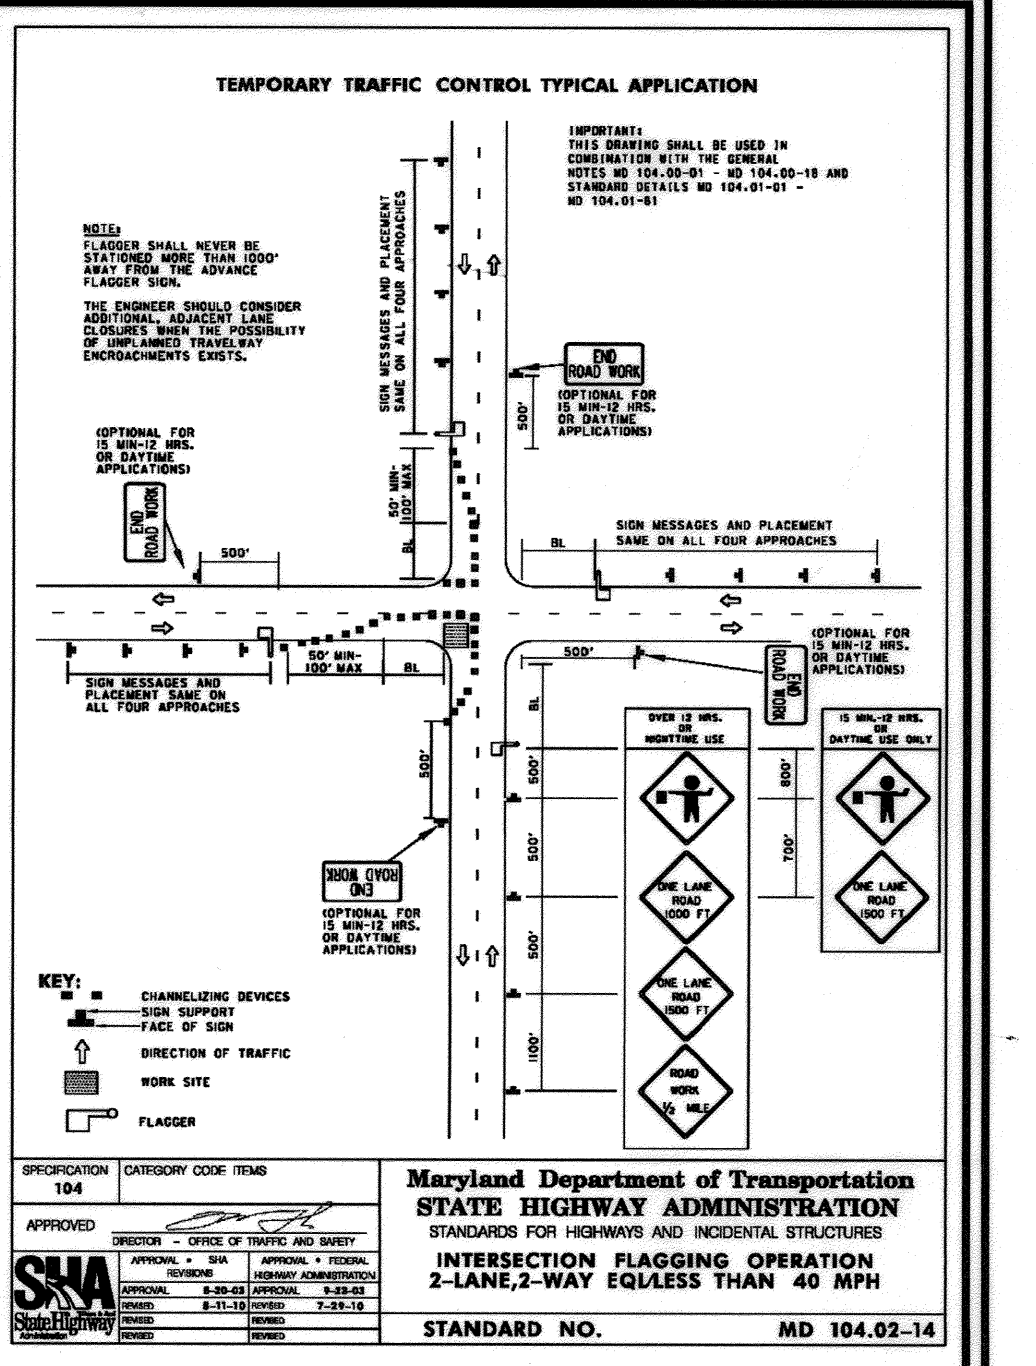 TEMPORARY TRAFFIC CONTROL TYPICAL APPLICATION
IMPORTANT:
THIS DRAWING SHALL BE USED IN
COMBINATION WITH THE GENERAL
NOTES MD 104.00-01 - MD 104.00-18 AND
STANDARD DETAILS MD 104.01-01 -
MD 104.01-81
NOTE:
FLAGGER SHALL NEVER BE
STATIONED MORE THAN 1000'
AWAY FROM THE ADVANCE
FLAGGER SIGN.
THE ENGINEER SHOULD CONSIDER
ADDITIONAL, ADJACENT LANE
CLOSURES WHEN THE POSSIBILITY
OF UNPLANNED TRAVELWAY
ENCROACHMENTS EXISTS.
SIGN MESSAGES AND PLACEMENT
SAME ON ALL FOUR APPROACHES
END
ROAD WORK
(OPTIONAL FOR
15 MIN-12 HRS.
OR DAYTIME
APPLICATIONS)
500'
(OPTIONAL FOR
15 MIN-12 HRS.
OR DAYTIME
APPLICATIONS)
END
ROAD WORK
500'
50' MIN-
100' MAX
BL
BL
SIGN MESSAGES AND PLACEMENT
SAME ON ALL FOUR APPROACHES
50' MIN-
100' MAX
BL
SIGN MESSAGES AND
PLACEMENT SAME ON
ALL FOUR APPROACHES
500'
(OPTIONAL FOR
15 MIN-12 HRS.
OR DAYTIME
APPLICATIONS)
END
ROAD WORK
BL
500'
500'
500'
500'
1100'
END
ROAD WORK
(OPTIONAL FOR
15 MIN-12 HRS.
OR DAYTIME
APPLICATIONS)
OVER 12 HRS.
OR
NIGHTTIME USE
ONE LANE
ROAD
1000 FT
ONE LANE
ROAD
1500 FT
ROAD
WORK
1/2 MILE
800'
700'
15 MIN.-12 HRS.
OR
DAYTIME USE ONLY
ONE LANE
ROAD
1500 FT
KEY:
CHANNELIZING DEVICES
SIGN SUPPORT
FACE OF SIGN
DIRECTION OF TRAFFIC
WORK SITE
FLAGGER
SPECIFICATION
104
CATEGORY CODE ITEMS
APPROVED
DIRECTOR - OFFICE OF TRAFFIC AND SAFETY
SHA
State Highway
Administration
APPROVAL • SHA
REVISIONS
APPROVAL • FEDERAL
HIGHWAY ADMINISTRATION
APPROVAL 8-20-03 APPROVAL 9-23-03
REVISED 8-11-10 REVISED 7-29-10
REVISED REVISED
REVISED REVISED
Maryland Department of Transportation
STATE HIGHWAY ADMINISTRATION
STANDARDS FOR HIGHWAYS AND INCIDENTAL STRUCTURES
INTERSECTION FLAGGING OPERATION
2-LANE,2-WAY EQL/LESS THAN 40 MPH
STANDARD NO. MD 104.02-14